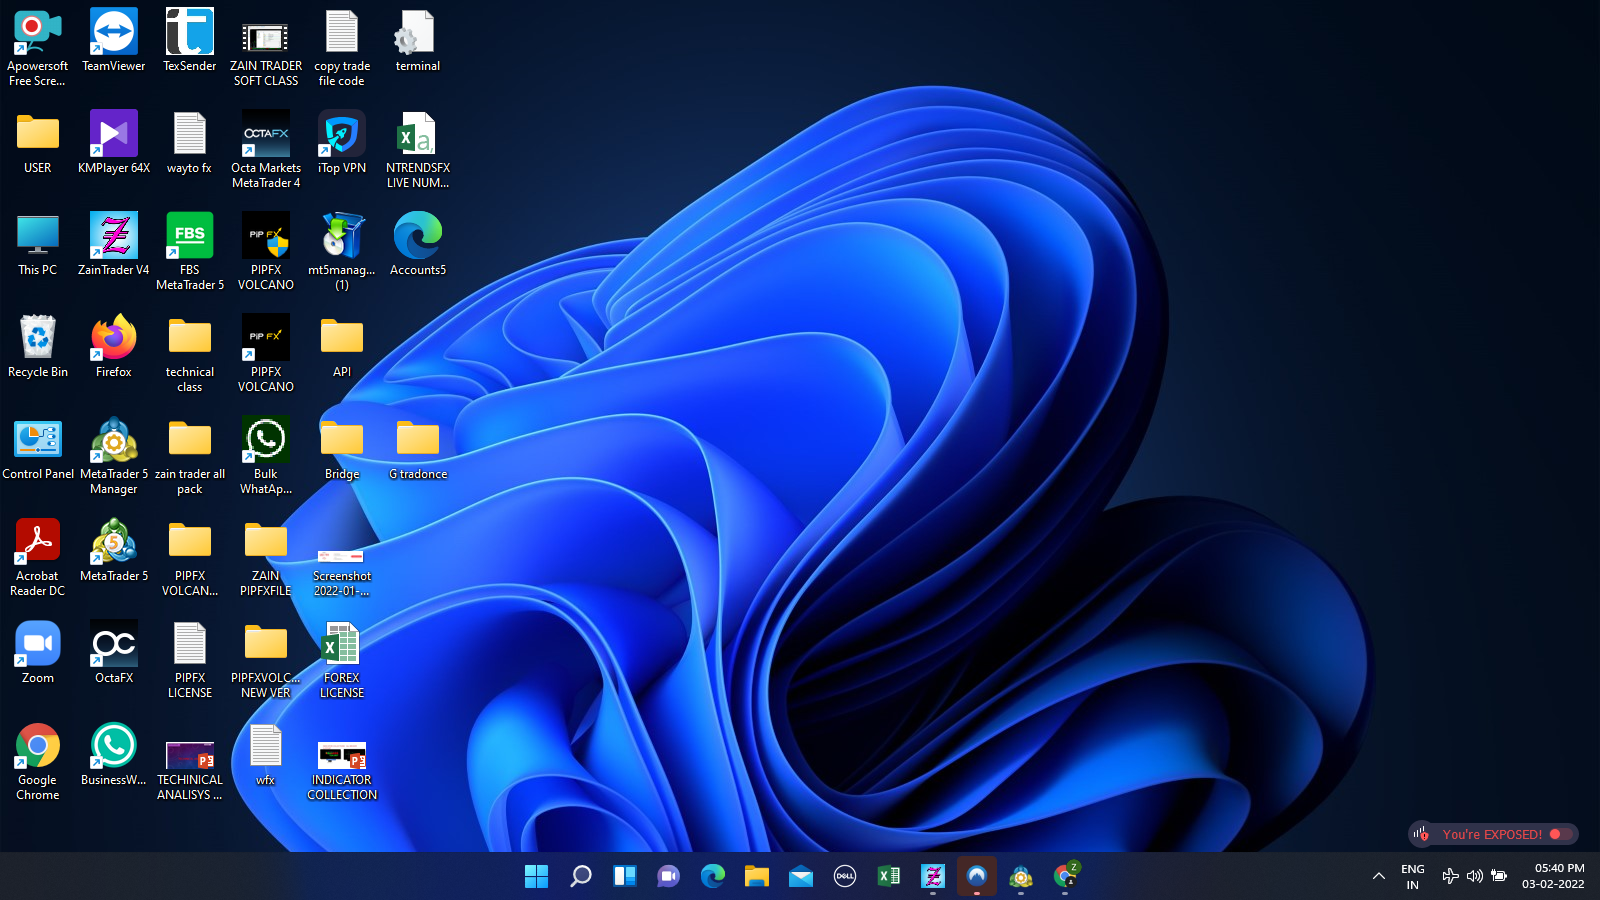 Apowersoft
Free Scre...
TeamViewer
TexSender
ZAIN TRADER
SOFT CLASS
copy trade
file code
terminal
USER
KMPlayer 64X
wayto fx
OCTAFX
Octa Markets
MetaTrader 4
iTop VPN
NTRENDSFX
LIVE NUM...
This PC
ZainTrader V4
FBS
FBS
MetaTrader 5
PiP FX
PIPFX
VOLCANO
mt5manag...
(1)
Accounts5
Recycle Bin
Firefox
technical
class
PiP FX
PIPFX
VOLCANO
API
Control Panel
MetaTrader 5
Manager
zain trader all
pack
Bulk
WhatAp...
Bridge
G tradonce
Acrobat
Reader DC
MetaTrader 5
PIPFX
VOLCAN...
ZAIN
PIPFXFILE
Screenshot
2022-01-...
Zoom
OctaFX
PIPFX
LICENSE
PIPFXVOLC...
NEW VER
FOREX
LICENSE
Google
Chrome
BusinessW...
TECHINICAL
ANALISYS ...
wfx
INDICATOR
COLLECTION
You're EXPOSED!
DELL
Z
ENG
IN
05:40 PM
03-02-2022